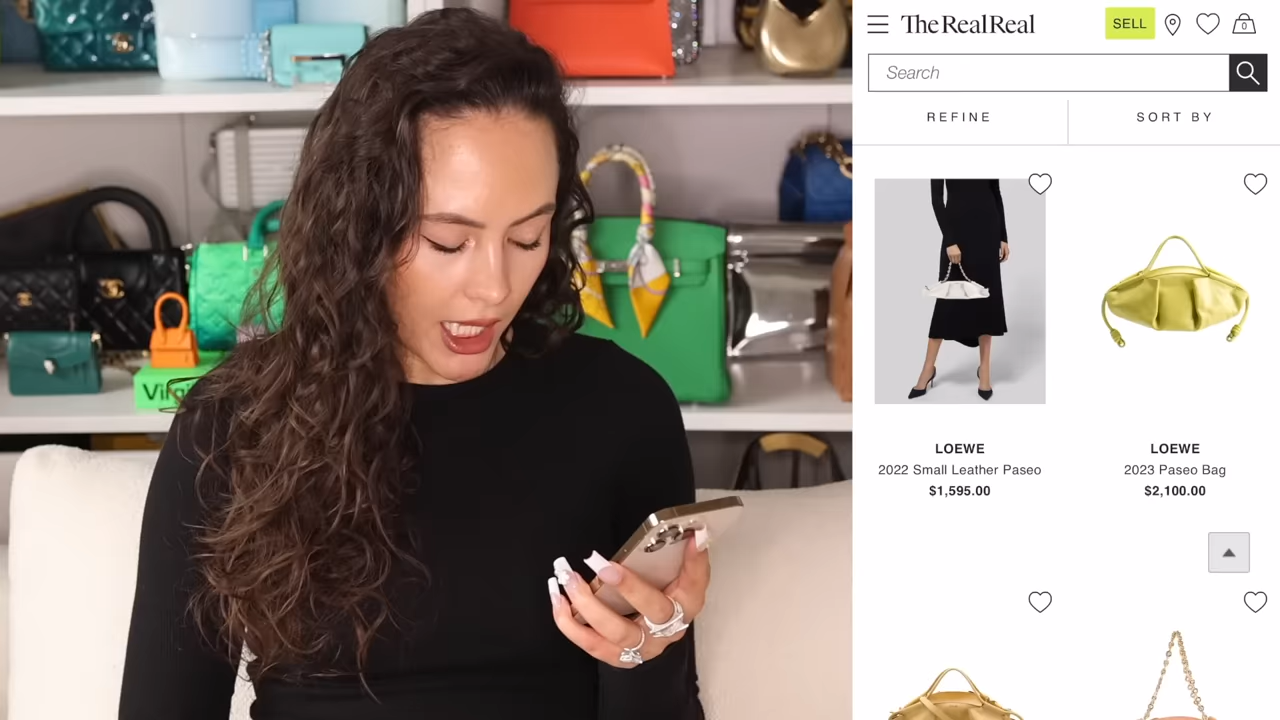 Virgi
TheRealReal
SELL
0
Search
REFINE
SORT BY
LOEWE
2022 Small Leather Paseo
$1,595.00
LOEWE
2023 Paseo Bag
$2,100.00